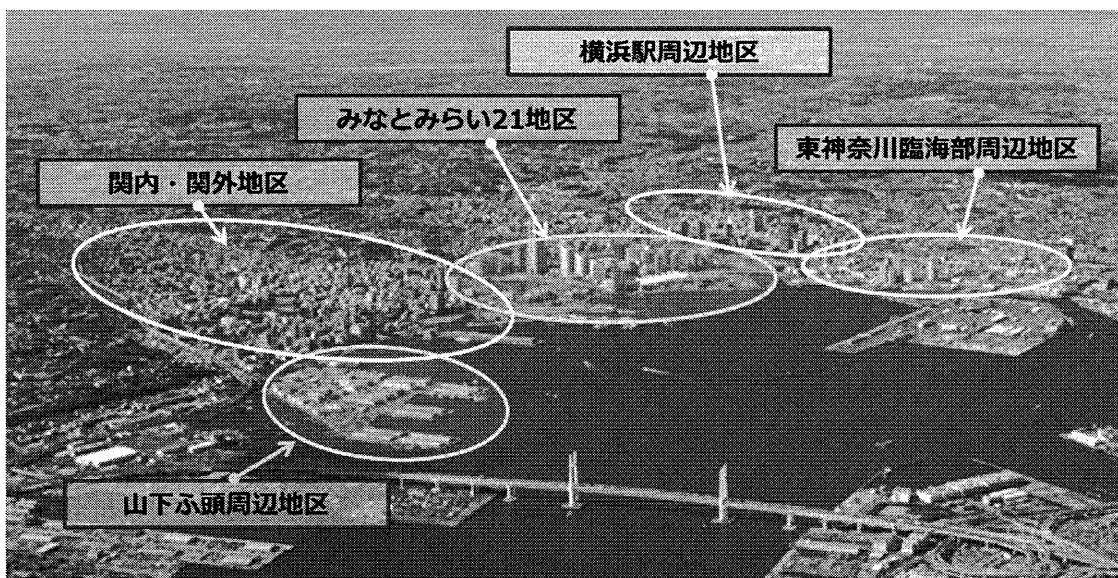 横浜駅周辺地区
みなとみらい21地区
東神奈川臨海部周辺地区
関内・関外地区
山下ふ頭周辺地区